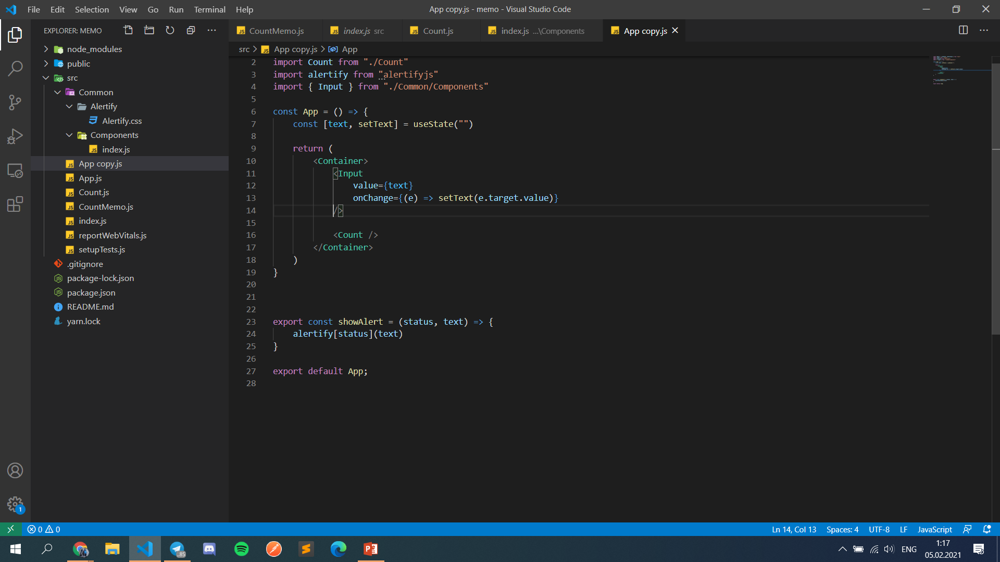 File Edit Selection View Go Run Terminal Help
App copy.js - memo - Visual Studio Code
EXPLORER: MEMO
CountMemo.js
index.js src
Count.js
index.js ...\Components
App copy.js
src > App copy.js > App
node_modules
public
src
Common
Alertify
Alertify.css
Components
index.js
App copy.js
App.js
Count.js
CountMemo.js
index.js
reportWebVitals.js
setupTests.js
.gitignore
package-lock.json
package.json
README.md
yarn.lock
2 import Count from "./Count"
3 import alertify from "alertifyjs"
4 import { Input } from "./Common/Components"
5
6 const App = () => {
7 const [text, setText] = useState("")
8
9 return (
10 <Container>
11 <Input
12 value={text}
13 onChange={(e) => setText(e.target.value)}
14 />
15
16 <Count />
17 </Container>
18 )
19 }
20
21
22
23 export const showAlert = (status, text) => {
24 alertify[status](text)
25 }
26
27 export default App;
28
1
0 0
Ln 14, Col 13 Spaces: 4 UTF-8 LF JavaScript
..85
ENG
1:17
05.02.2021